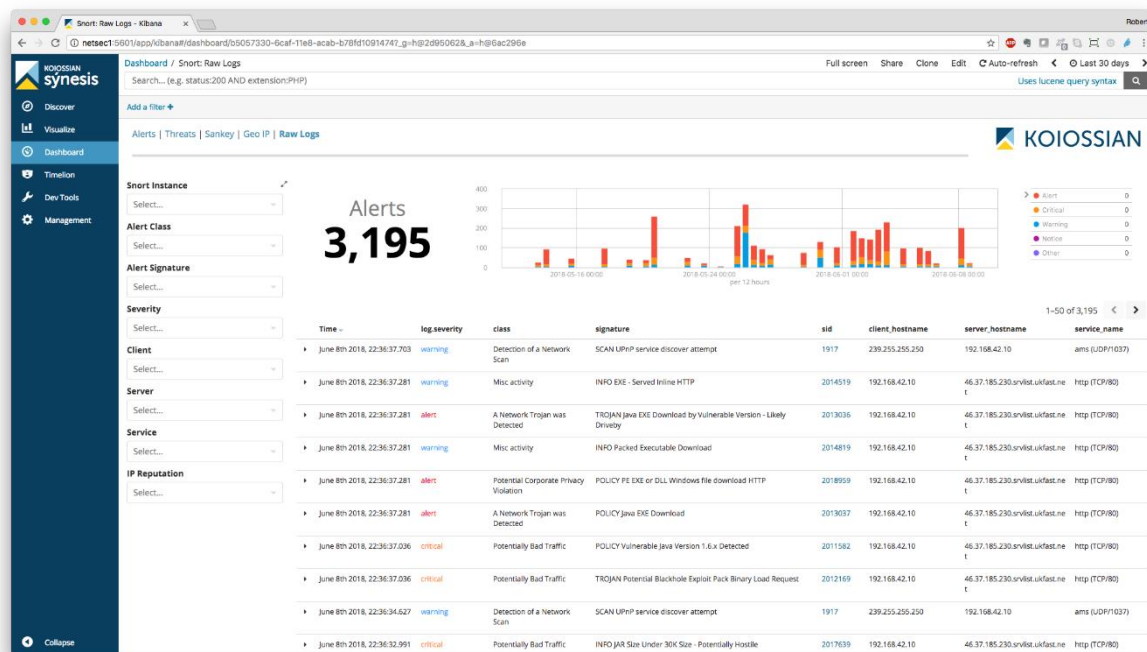 Snort: Raw Logs - Kibana
Rober
netsec1:5601/app/kibana#/dashboard/b5057330-6caf-11e8-acab-b78fd1091474?_g=h@2d95062&_a=h@6ac296e
KOIOSSIAN
sýnesis
Discover
Visualize
Dashboard
Timelion
Dev Tools
Management
Collapse
Dashboard / Snort: Raw Logs
Full screen Share Clone Edit Auto-refresh Last 30 days
Search... (e.g. status:200 AND extension:PHP)
Uses lucene query syntax
Add a filter +
Alerts | Threats | Sankey | Geo IP | Raw Logs
KOIOSSIAN
Snort Instance
Select...
Alert Class
Select...
Alert Signature
Select...
Severity
Select...
Client
Select...
Server
Select...
Service
Select...
IP Reputation
Select...
Alerts
3,195
400
300
200
100
0
2018-05-16 00:00 2018-05-24 00:00 2018-06-01 00:00 2018-06-08 00:00
per 12 hours
Alert 0
Critical 0
Warning 0
Notice 0
Other 0
1–50 of 3,195
Time log.severity class signature sid client_hostname server_hostname service_name
June 8th 2018, 22:36:37.703 warning Detection of a Network SCAN UPnP service discover attempt 1917 239.255.255.250 192.168.42.10 ams (UDP/1037)
Scan
June 8th 2018, 22:36:37.281 warning Misc activity INFO EXE - Served Inline HTTP 2014519 192.168.42.10 46.37.185.230.srvlist.ukfast.ne http (TCP/80)
t
June 8th 2018, 22:36:37.281 alert A Network Trojan was TROJAN Java EXE Download by Vulnerable Version - Likely 2013036 192.168.42.10 46.37.185.230.srvlist.ukfast.ne http (TCP/80)
Detected Driveby t
June 8th 2018, 22:36:37.281 warning Misc activity INFO Packed Executable Download 2014819 192.168.42.10 46.37.185.230.srvlist.ukfast.ne http (TCP/80)
t
June 8th 2018, 22:36:37.281 alert Potential Corporate Privacy POLICY PE EXE or DLL Windows file download HTTP 2018959 192.168.42.10 46.37.185.230.srvlist.ukfast.ne http (TCP/80)
Violation t
June 8th 2018, 22:36:37.281 alert A Network Trojan was POLICY Java EXE Download 2013037 192.168.42.10 46.37.185.230.srvlist.ukfast.ne http (TCP/80)
Detected t
June 8th 2018, 22:36:37.036 critical Potentially Bad Traffic POLICY Vulnerable Java Version 1.6.x Detected 2011582 192.168.42.10 46.37.185.230.srvlist.ukfast.ne http (TCP/80)
t
June 8th 2018, 22:36:37.036 critical Potentially Bad Traffic TROJAN Potential Blackhole Exploit Pack Binary Load Request 2012169 192.168.42.10 46.37.185.230.srvlist.ukfast.ne http (TCP/80)
t
June 8th 2018, 22:36:34.627 warning Detection of a Network SCAN UPnP service discover attempt 1917 239.255.255.250 192.168.42.10 ams (UDP/1037)
Scan
June 8th 2018, 22:36:32.991 critical Potentially Bad Traffic INFO JAR Size Under 30K Size - Potentially Hostile 2017639 192.168.42.10 46.37.185.230.srvlist.ukfast.ne http (TCP/80)